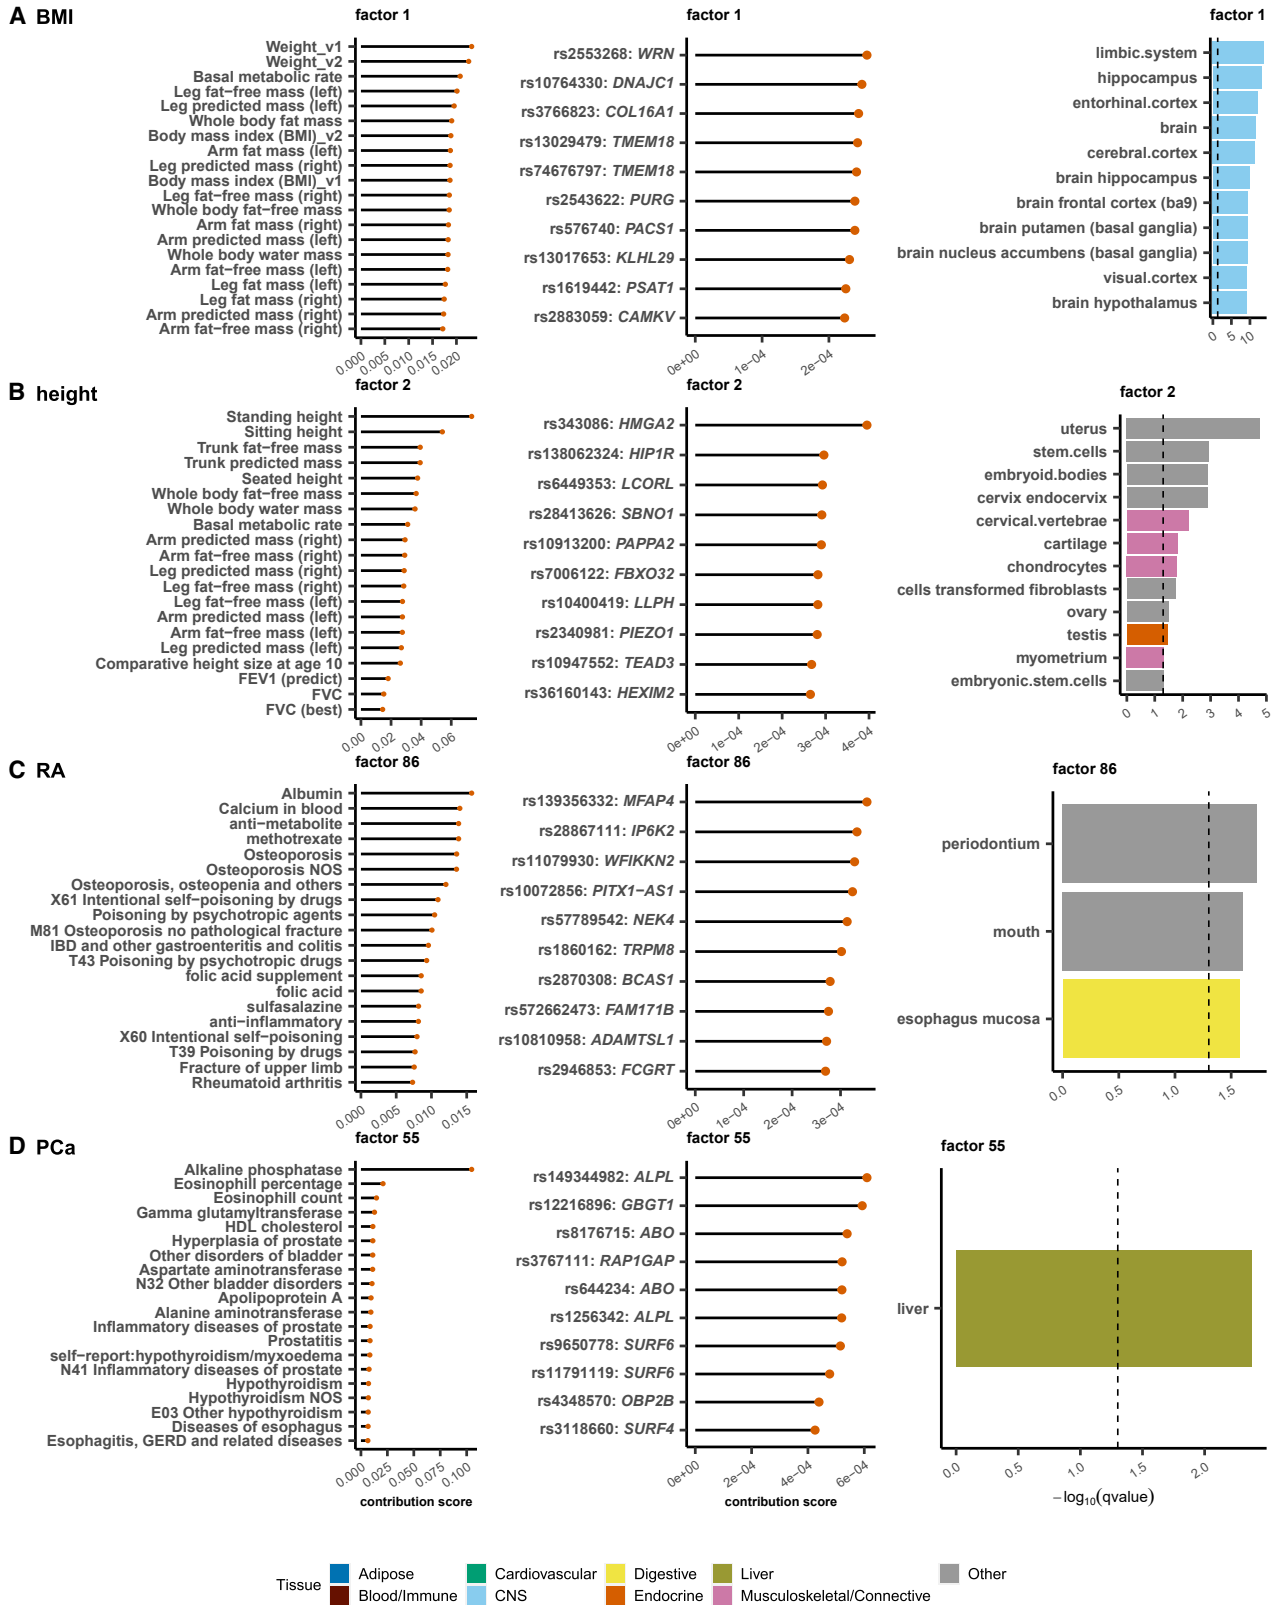 A BMI
factor 1
Weight_v1
Weight_v2
Basal metabolic rate
Leg fat−free mass (left)
Leg predicted mass (left)
Whole body fat mass
Body mass index (BMI)_v2
Arm fat mass (left)
Leg predicted mass (right)
Body mass index (BMI)_v1
Leg fat−free mass (right)
Whole body fat−free mass
Arm fat mass (right)
Arm predicted mass (left)
Whole body water mass
Arm fat−free mass (left)
Leg fat mass (left)
Leg fat mass (right)
Arm predicted mass (right)
Arm fat−free mass (right)
0.000 0.005 0.010 0.015 0.020
factor 1
rs2553268: WRN
rs10764330: DNAJC1
rs3766823: COL16A1
rs13029479: TMEM18
rs74676797: TMEM18
rs2543622: PURG
rs576740: PACS1
rs13017653: KLHL29
rs1619442: PSAT1
rs2883059: CAMKV
0e+00 1e−04 2e−04
factor 1
limbic.system
hippocampus
entorhinal.cortex
brain
cerebral.cortex
brain hippocampus
brain frontal cortex (ba9)
brain putamen (basal ganglia)
brain nucleus accumbens (basal ganglia)
visual.cortex
brain hypothalamus
0 5 10
B height
factor 2
Standing height
Sitting height
Trunk fat−free mass
Trunk predicted mass
Seated height
Whole body fat−free mass
Whole body water mass
Basal metabolic rate
Arm predicted mass (right)
Arm fat−free mass (right)
Leg predicted mass (right)
Leg fat−free mass (right)
Leg fat−free mass (left)
Arm predicted mass (left)
Arm fat−free mass (left)
Leg predicted mass (left)
Comparative height size at age 10
FEV1 (predict)
FVC
FVC (best)
0.00 0.02 0.04 0.06
factor 2
rs343086: HMGA2
rs138062324: HIP1R
rs6449353: LCORL
rs28413626: SBNO1
rs10913200: PAPPA2
rs7006122: FBXO32
rs10400419: LLPH
rs2340981: PIEZO1
rs10947552: TEAD3
rs36160143: HEXIM2
0e+00 1e−04 2e−04 3e−04 4e−04
factor 2
uterus
stem.cells
embryoid.bodies
cervix endocervix
cervical.vertebrae
cartilage
chondrocytes
cells transformed fibroblasts
ovary
testis
myometrium
embryonic.stem.cells
0 1 2 3 4 5
C RA
factor 86
Albumin
Calcium in blood
anti−metabolite
methotrexate
Osteoporosis
Osteoporosis NOS
Osteoporosis, osteopenia and others
X61 Intentional self−poisoning by drugs
Poisoning by psychotropic agents
M81 Osteoporosis no pathological fracture
IBD and other gastroenteritis and colitis
T43 Poisoning by psychotropic drugs
folic acid supplement
folic acid
sulfasalazine
anti−inflammatory
X60 Intentional self−poisoning
T39 Poisoning by drugs
Fracture of upper limb
Rheumatoid arthritis
0.000 0.005 0.010 0.015
factor 86
rs139356332: MFAP4
rs28867111: IP6K2
rs11079930: WFIKKN2
rs10072856: PITX1−AS1
rs57789542: NEK4
rs1860162: TRPM8
rs2870308: BCAS1
rs572662473: FAM171B
rs10810958: ADAMTSL1
rs2946853: FCGRT
0e+00 1e−04 2e−04 3e−04
factor 86
periodontium
mouth
esophagus mucosa
0.0 0.5 1.0 1.5
D PCa
factor 55
Alkaline phosphatase
Eosinophill percentage
Eosinophill count
Gamma glutamyltransferase
HDL cholesterol
Hyperplasia of prostate
Other disorders of bladder
Aspartate aminotransferase
N32 Other bladder disorders
Apolipoprotein A
Alanine aminotransferase
Inflammatory diseases of prostate
Prostatitis
self−report:hypothyroidism/myxoedema
N41 Inflammatory diseases of prostate
Hypothyroidism
Hypothyroidism NOS
E03 Other hypothyroidism
Diseases of esophagus
Esophagitis, GERD and related diseases
0.000 0.025 0.050 0.075 0.100
contribution score
factor 55
rs149344982: ALPL
rs12216896: GBGT1
rs8176715: ABO
rs3767111: RAP1GAP
rs644234: ABO
rs1256342: ALPL
rs9650778: SURF6
rs11791119: SURF6
rs4348570: OBP2B
rs3118660: SURF4
0e+00 2e−04 4e−04 6e−04
contribution score
factor 55
liver
0.0 0.5 1.0 1.5 2.0
−log10(qvalue)
Tissue
Adipose Cardiovascular Digestive Liver Other
Blood/Immune CNS Endocrine Musculoskeletal/Connective